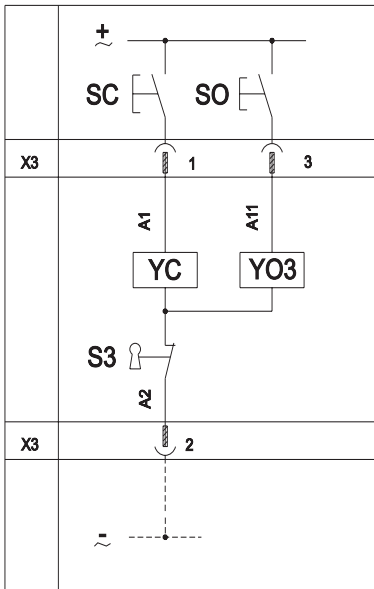 +
~
SC SO
X3 1 3
A1 A11
YC YO3
S3
A2
X3 2
-
~